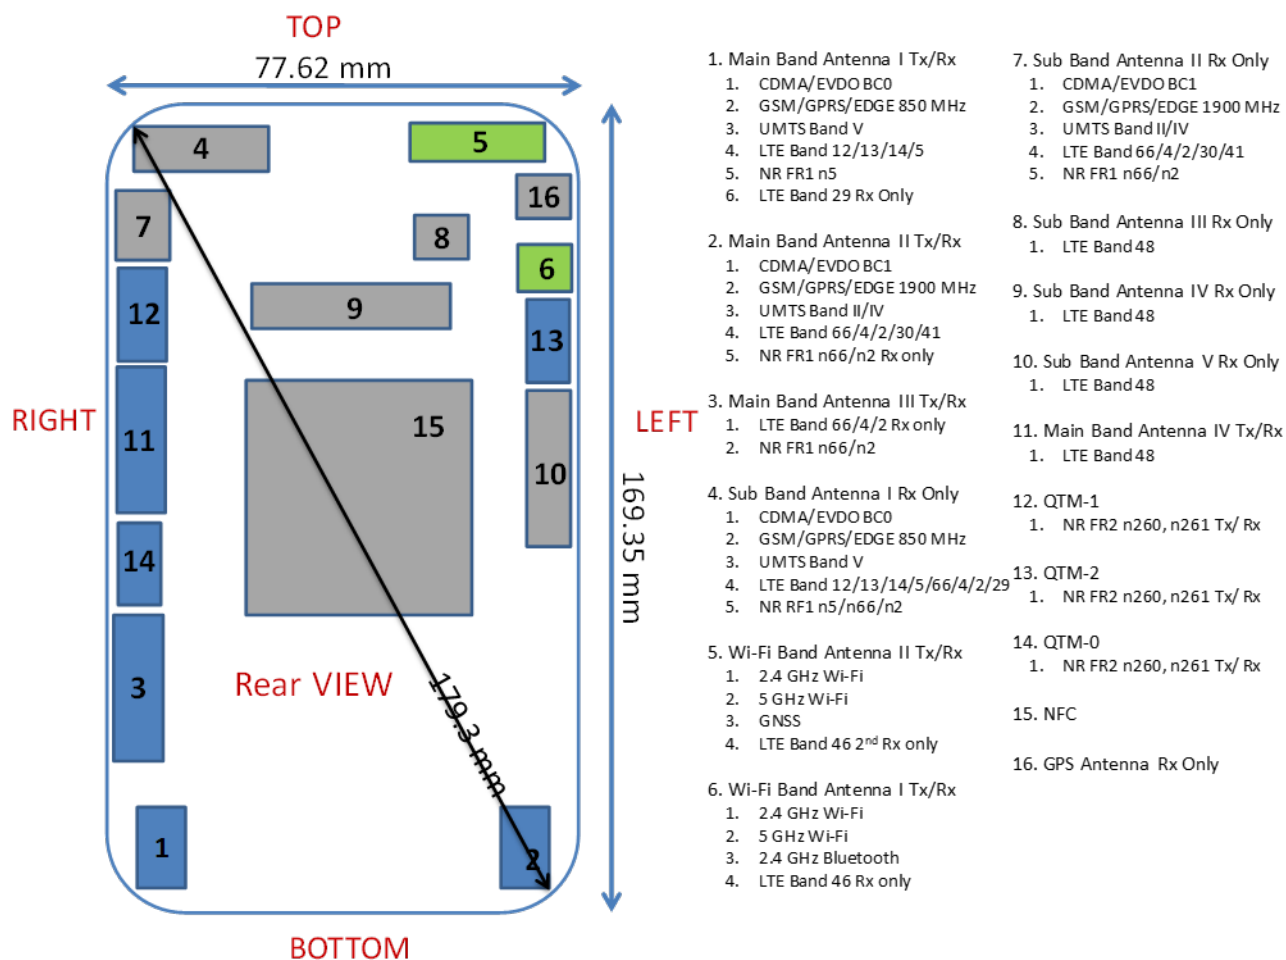 TOP
77.62 mm
4
5
16
7
8
6
12
9
13
RIGHT
11
15
LEFT
10
169.35 mm
14
Rear VIEW
179.3 mm
3
1
2
BOTTOM
1. Main Band Antenna I Tx/Rx
1. CDMA/EVDO BC0
2. GSM/GPRS/EDGE 850 MHz
3. UMTS Band V
4. LTE Band 12/13/14/5
5. NR FR1 n5
6. LTE Band 29 Rx Only
2. Main Band Antenna II Tx/Rx
1. CDMA/EVDO BC1
2. GSM/GPRS/EDGE 1900 MHz
3. UMTS Band II/IV
4. LTE Band 66/4/2/30/41
5. NR FR1 n66/n2 Rx only
3. Main Band Antenna III Tx/Rx
1. LTE Band 66/4/2 Rx only
2. NR FR1 n66/n2
4. Sub Band Antenna I Rx Only
1. CDMA/EVDO BC0
2. GSM/GPRS/EDGE 850 MHz
3. UMTS Band V
4. LTE Band 12/13/14/5/66/4/2/29
5. NR RF1 n5/n66/n2
5. Wi-Fi Band Antenna II Tx/Rx
1. 2.4 GHz Wi-Fi
2. 5 GHz Wi-Fi
3. GNSS
4. LTE Band 46 2nd Rx only
6. Wi-Fi Band Antenna I Tx/Rx
1. 2.4 GHz Wi-Fi
2. 5 GHz Wi-Fi
3. 2.4 GHz Bluetooth
4. LTE Band 46 Rx only
7. Sub Band Antenna II Rx Only
1. CDMA/EVDO BC1
2. GSM/GPRS/EDGE 1900 MHz
3. UMTS Band II/IV
4. LTE Band 66/4/2/30/41
5. NR FR1 n66/n2
8. Sub Band Antenna III Rx Only
1. LTE Band 48
9. Sub Band Antenna IV Rx Only
1. LTE Band 48
10. Sub Band Antenna V Rx Only
1. LTE Band 48
11. Main Band Antenna IV Tx/Rx
1. LTE Band 48
12. QTM-1
1. NR FR2 n260, n261 Tx/ Rx
13. QTM-2
1. NR FR2 n260, n261 Tx/ Rx
14. QTM-0
1. NR FR2 n260, n261 Tx/ Rx
15. NFC
16. GPS Antenna Rx Only